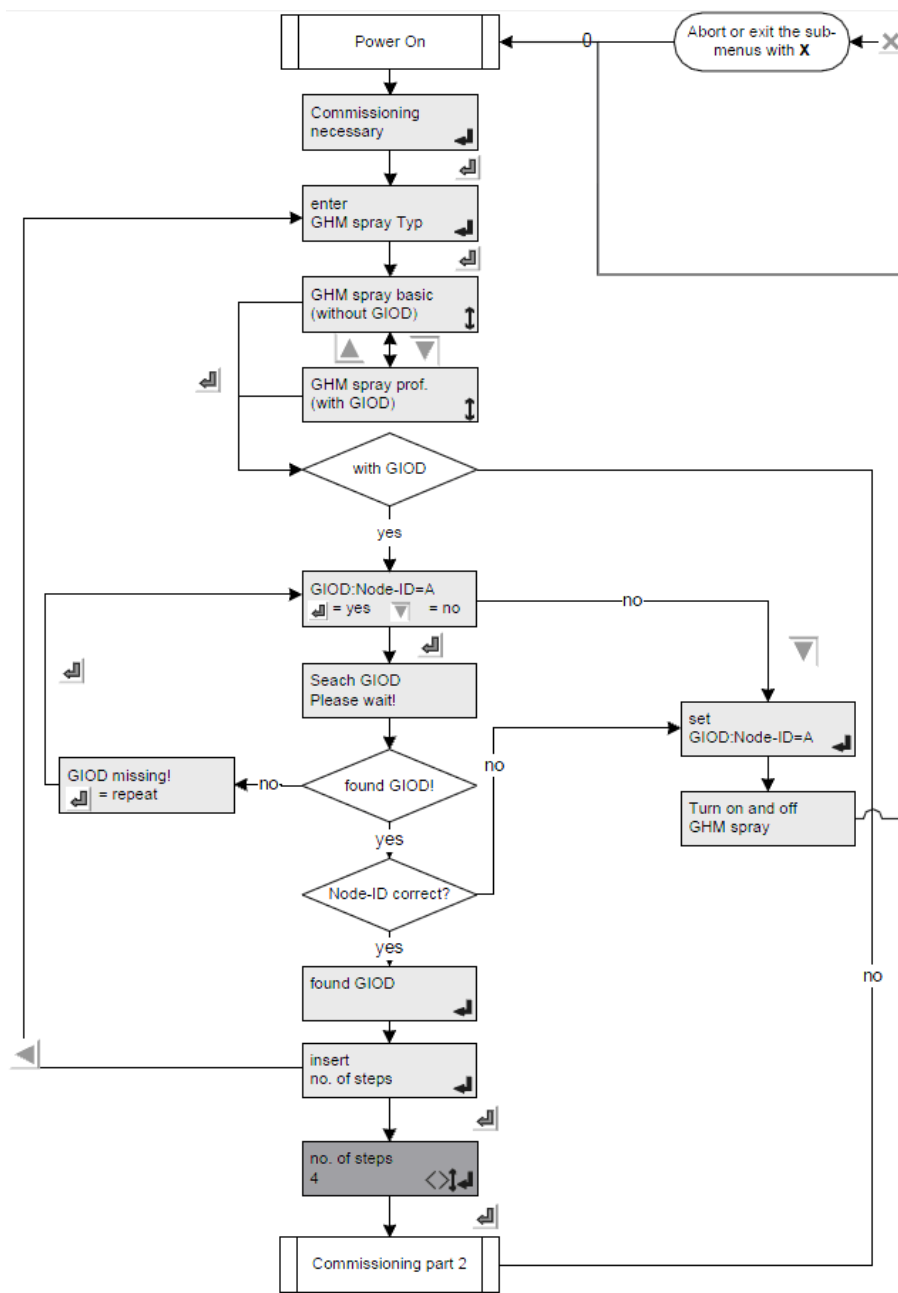 Power On
0
Abort or exit the sub-
menus with X
Commissioning
necessary
enter
GHM spray Typ
GHM spray basic
(without GIOD)
GHM spray prof.
(with GIOD)
with GIOD
yes
GIOD:Node-ID=A
= yes = no
no
Seach GIOD
Please wait!
set
GIOD:Node-ID=A
no
GIOD missing!
= repeat
no
found GIOD!
Turn on and off
GHM spray
yes
Node-ID correct?
yes
found GIOD
no
insert
no. of steps
no. of steps
4
Commissioning part 2